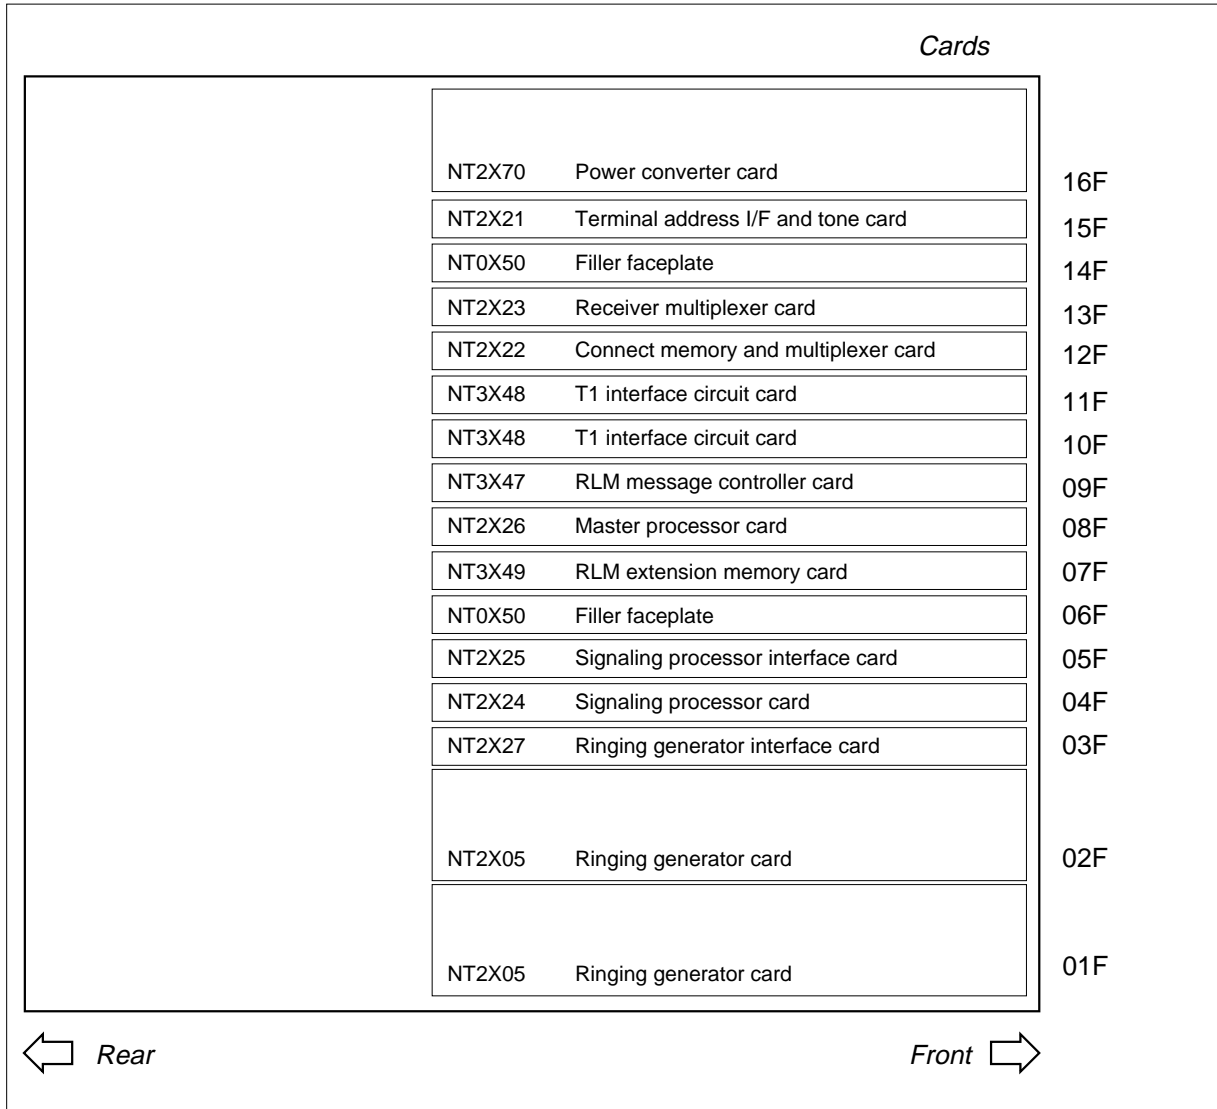 Cards
NT2X70 Power converter card 16F
NT2X21 Terminal address I/F and tone card 15F
NT0X50 Filler faceplate 14F
NT2X23 Receiver multiplexer card 13F
NT2X22 Connect memory and multiplexer card 12F
NT3X48 T1 interface circuit card 11F
NT3X48 T1 interface circuit card 10F
NT3X47 RLM message controller card 09F
NT2X26 Master processor card 08F
NT3X49 RLM extension memory card 07F
NT0X50 Filler faceplate 06F
NT2X25 Signaling processor interface card 05F
NT2X24 Signaling processor card 04F
NT2X27 Ringing generator interface card 03F
NT2X05 Ringing generator card 02F
NT2X05 Ringing generator card 01F
Rear Front